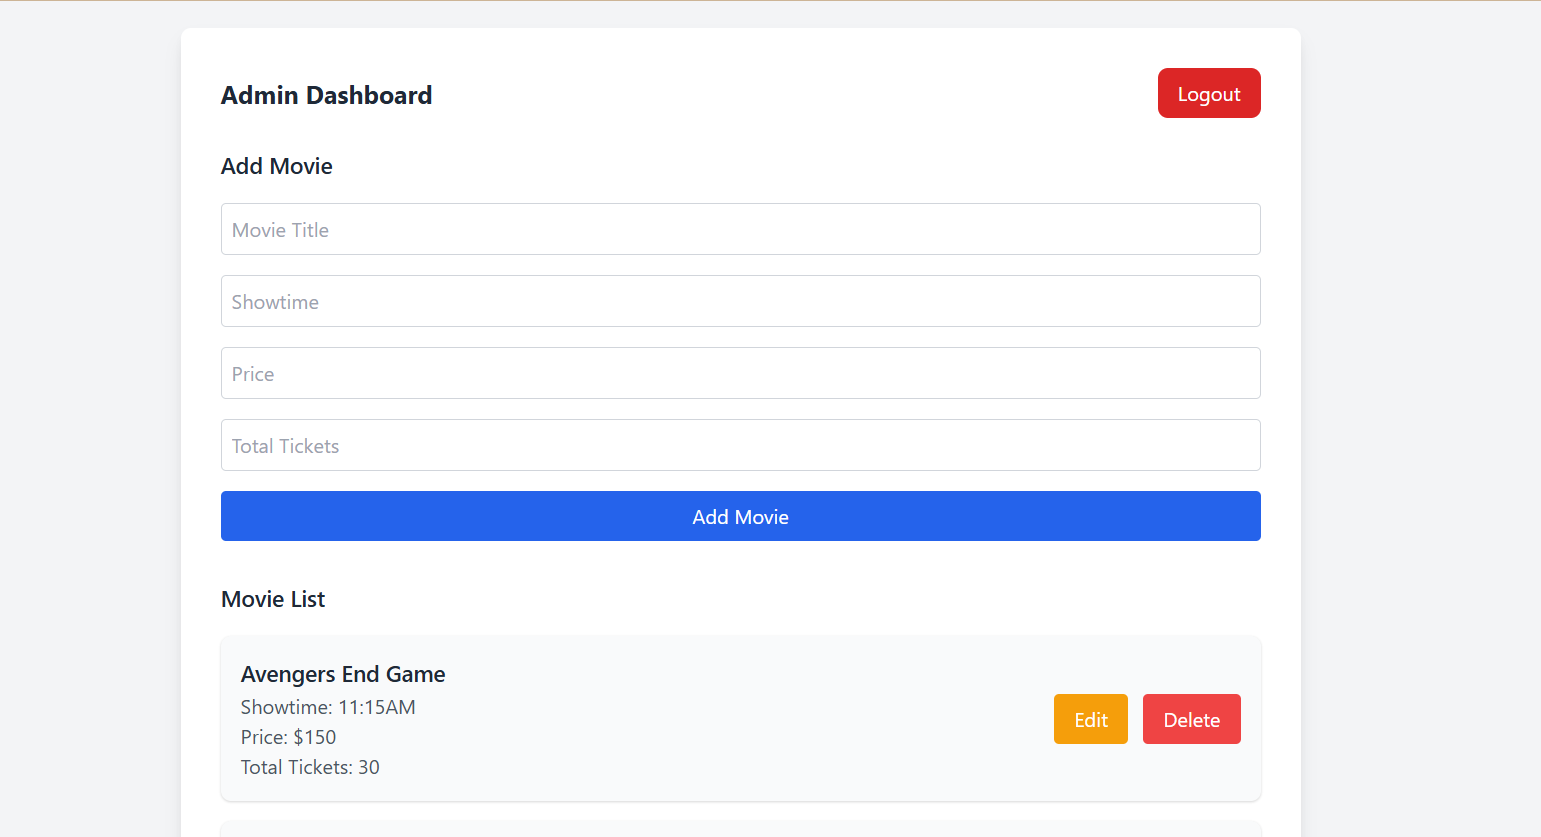 Admin Dashboard
Logout
Add Movie
Movie Title
Showtime
Price
Total Tickets
Add Movie
Movie List
Avengers End Game
Showtime: 11:15AM
Price: $150
Total Tickets: 30
Edit
Delete